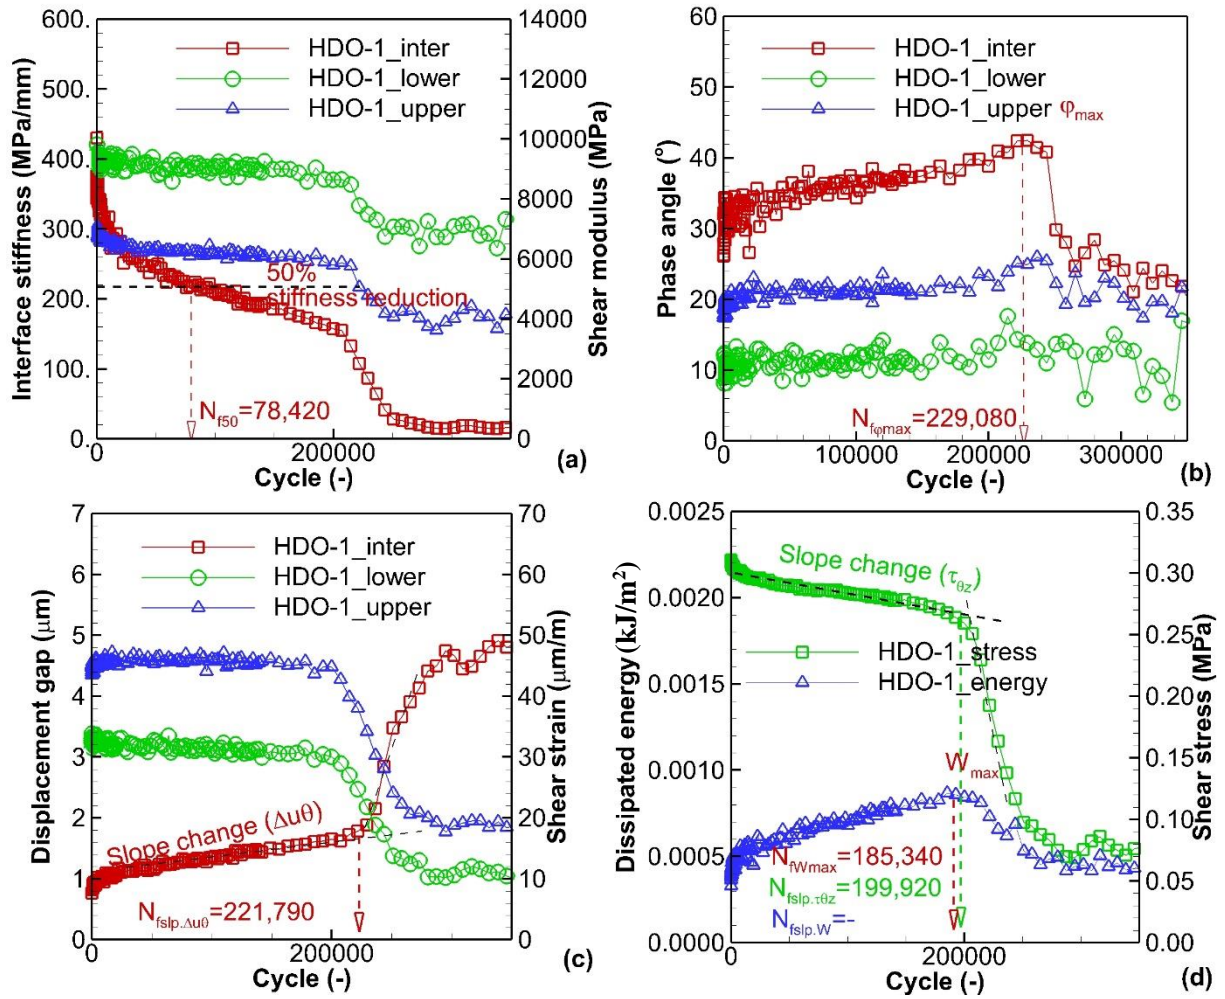 600.
500.
400.
300.
200.
100.
0.
Interface stiffness (MPa/mm)
HDO-1_inter
HDO-1_lower
HDO-1_upper
50%
stiffness reduction
N_f50=78,420
14000
12000
10000
8000
6000
4000
2000
0
Shear modulus (MPa)
0 200000
Cycle (-)
(a)
60
50
40
30
20
10
0
Phase angle (°)
HDO-1_inter
HDO-1_lower
HDO-1_upper
φmax
N_fφmax=229,080
0 100000 200000 300000
Cycle (-)
(b)
7
6
5
4
3
2
1
0
Displacement gap (μm)
HDO-1_inter
HDO-1_lower
HDO-1_upper
Slope change (Δuθ)
N_fslp.Δuθ=221,790
70
60
50
40
30
20
10
0
Shear strain (μm/m)
0 200000
Cycle (-)
(c)
0.0025
0.0020
0.0015
0.0010
0.0005
0.0000
Dissipated energy(kJ/m²)
Slope change (τθz)
HDO-1_stress
HDO-1_energy
Wmax
N_fWmax=185,340
N_fslp.τθz=199,920
N_fslp.W=-
0.35
0.30
0.25
0.20
0.15
0.10
0.05
0.00
Shear stress (MPa)
0 200000
Cycle (-)
(d)